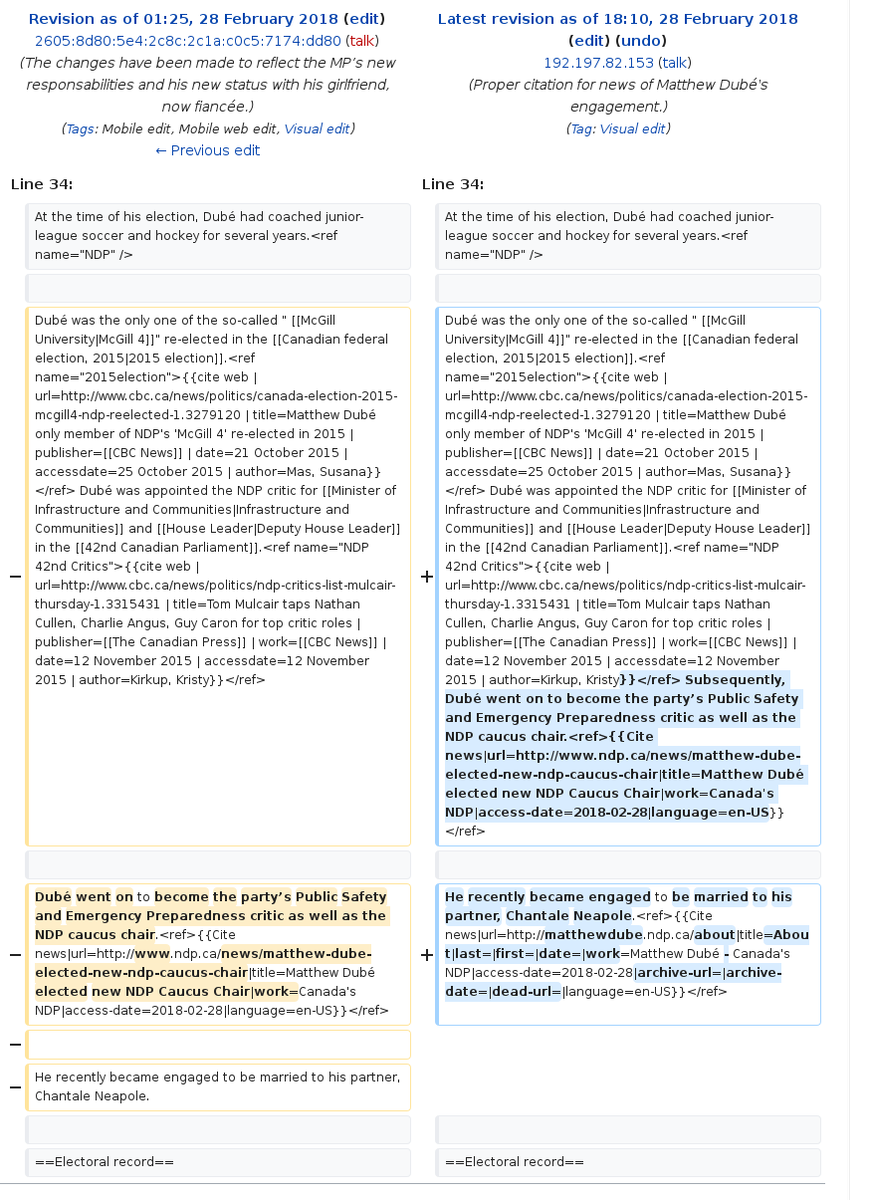 Revision as of 01:25, 28 February 2018 (edit)
2605:8d80:5e4:2c8c:2c1a:c0c5:7174:dd80 (talk)
(The changes have been made to reflect the MP’s new
responsabilities and his new status with his girlfriend,
now fiancée.)
(Tags: Mobile edit, Mobile web edit, Visual edit)
← Previous edit
Latest revision as of 18:10, 28 February 2018
(edit) (undo)
192.197.82.153 (talk)
(Proper citation for news of Matthew Dubé's
engagement.)
(Tag: Visual edit)
Line 34:
Line 34:
At the time of his election, Dubé had coached junior-
league soccer and hockey for several years.<ref
name="NDP" />
At the time of his election, Dubé had coached junior-
league soccer and hockey for several years.<ref
name="NDP" />
−
Dubé was the only one of the so-called " [[McGill
University|McGill 4]]" re-elected in the [[Canadian federal
election, 2015|2015 election]].<ref
name="2015election">{{cite web |
url=http://www.cbc.ca/news/politics/canada-election-2015-
mcgill4-ndp-reelected-1.3279120 | title=Matthew Dubé
only member of NDP's 'McGill 4' re-elected in 2015 |
publisher=[[CBC News]] | date=21 October 2015 |
accessdate=25 October 2015 | author=Mas, Susana}}
</ref> Dubé was appointed the NDP critic for [[Minister of
Infrastructure and Communities|Infrastructure and
Communities]] and [[House Leader|Deputy House Leader]]
in the [[42nd Canadian Parliament]].<ref name="NDP
42nd Critics">{{cite web |
url=http://www.cbc.ca/news/politics/ndp-critics-list-mulcair-
thursday-1.3315431 | title=Tom Mulcair taps Nathan
Cullen, Charlie Angus, Guy Caron for top critic roles |
publisher=[[The Canadian Press]] | work=[[CBC News]] |
date=12 November 2015 | accessdate=12 November
2015 | author=Kirkup, Kristy}}</ref>
+
Dubé was the only one of the so-called " [[McGill
University|McGill 4]]" re-elected in the [[Canadian federal
election, 2015|2015 election]].<ref
name="2015election">{{cite web |
url=http://www.cbc.ca/news/politics/canada-election-2015-
mcgill4-ndp-reelected-1.3279120 | title=Matthew Dubé
only member of NDP's 'McGill 4' re-elected in 2015 |
publisher=[[CBC News]] | date=21 October 2015 |
accessdate=25 October 2015 | author=Mas, Susana}}
</ref> Dubé was appointed the NDP critic for [[Minister of
Infrastructure and Communities|Infrastructure and
Communities]] and [[House Leader|Deputy House Leader]]
in the [[42nd Canadian Parliament]].<ref name="NDP
42nd Critics">{{cite web |
url=http://www.cbc.ca/news/politics/ndp-critics-list-mulcair-
thursday-1.3315431 | title=Tom Mulcair taps Nathan
Cullen, Charlie Angus, Guy Caron for top critic roles |
publisher=[[The Canadian Press]] | work=[[CBC News]] |
date=12 November 2015 | accessdate=12 November
2015 | author=Kirkup, Kristy}}</ref> Subsequently,
Dubé went on to become the party’s Public Safety
and Emergency Preparedness critic as well as the
NDP caucus chair.<ref>{{Cite
news|url=http://www.ndp.ca/news/matthew-dube-
elected-new-ndp-caucus-chair|title=Matthew Dubé
elected new NDP Caucus Chair|work=Canada's
NDP|access-date=2018-02-28|language=en-US}}
</ref>
−
Dubé went on to become the party’s Public Safety
and Emergency Preparedness critic as well as the
NDP caucus chair.<ref>{{Cite
news|url=http://www.ndp.ca/news/matthew-dube-
elected-new-ndp-caucus-chair|title=Matthew Dubé
elected new NDP Caucus Chair|work=Canada's
NDP|access-date=2018-02-28|language=en-US}}</ref>
+
He recently became engaged to be married to his
partner, Chantale Neapole.<ref>{{Cite
news|url=http://matthewdube.ndp.ca/about|title=Abou
t|last=|first=|date=|work=Matthew Dubé - Canada's
NDP|access-date=2018-02-28|archive-url=|archive-
date=|dead-url=|language=en-US}}</ref>
−
−
He recently became engaged to be married to his partner,
Chantale Neapole.
==Electoral record==
==Electoral record==